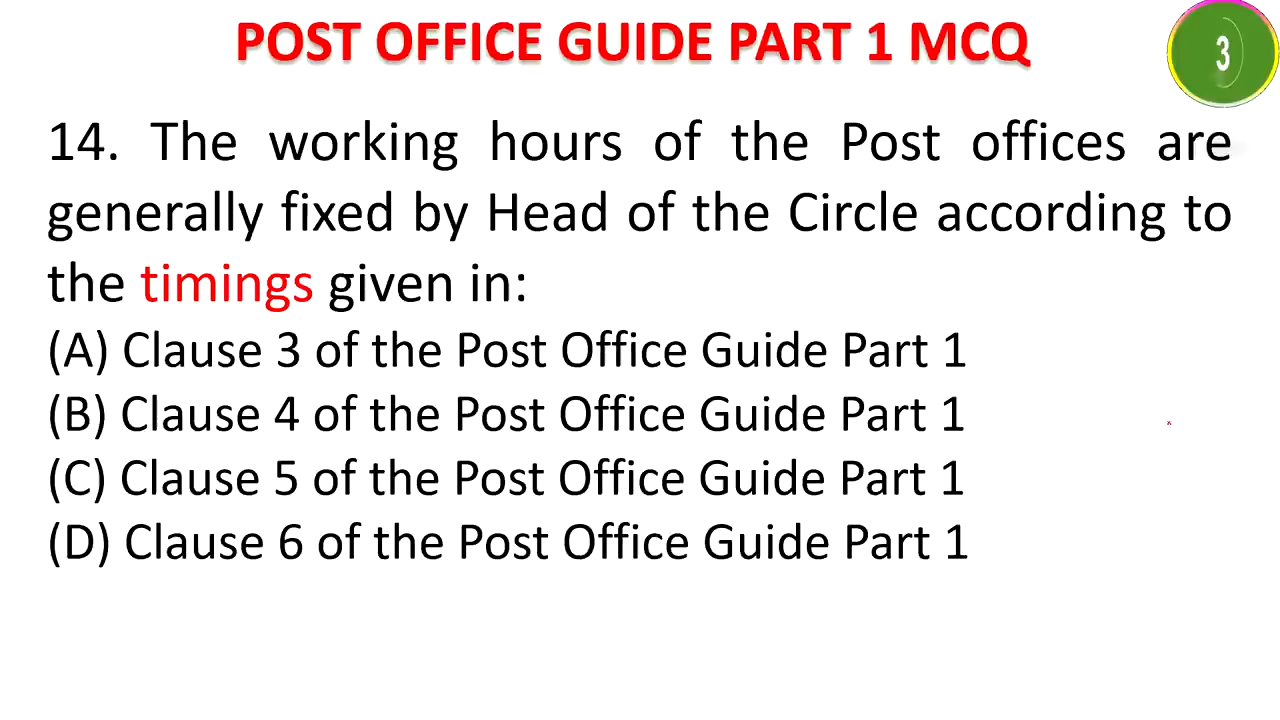 POST OFFICE GUIDE PART 1 MCQ
3
14. The working hours of the Post offices are
generally fixed by Head of the Circle according to
the timings given in:
(A) Clause 3 of the Post Office Guide Part 1
(B) Clause 4 of the Post Office Guide Part 1
(C) Clause 5 of the Post Office Guide Part 1
(D) Clause 6 of the Post Office Guide Part 1